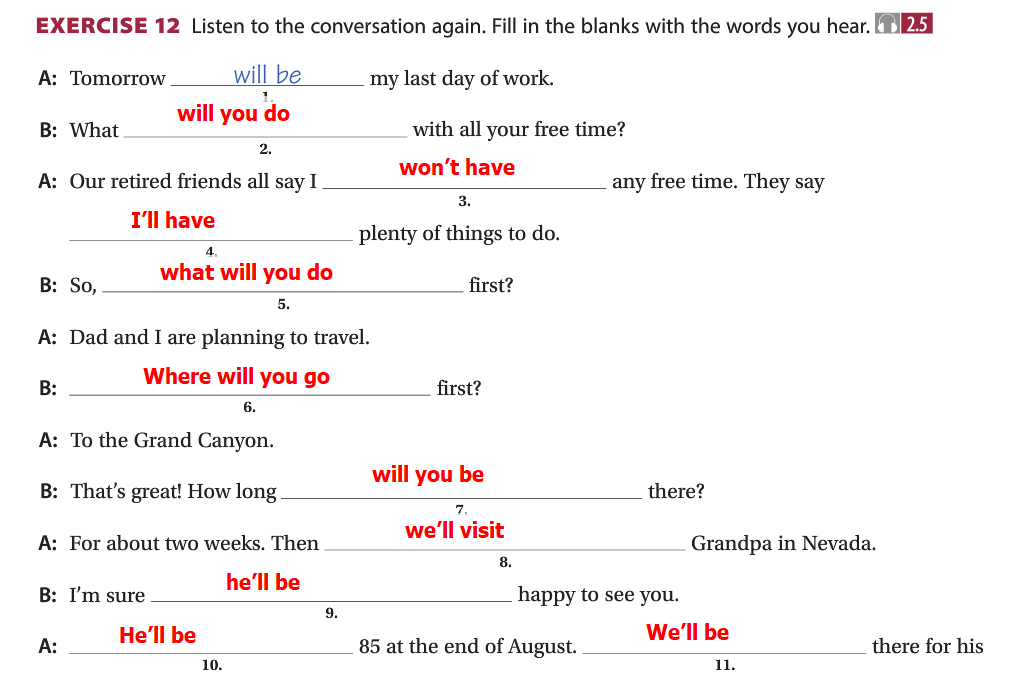 EXERCISE 12 Listen to the conversation again. Fill in the blanks with the words you hear. 2.5
A: Tomorrow will be my last day of work.
1.
will you do
B: What with all your free time?
2.
won't have
A: Our retired friends all say I any free time. They say
3.
I'll have
plenty of things to do.
4.
what will you do
B: So, first?
5.
A: Dad and I are planning to travel.
Where will you go
B: first?
6.
A: To the Grand Canyon.
will you be
B: That's great! How long there?
7.
we'll visit
A: For about two weeks. Then Grandpa in Nevada.
8.
he'll be
B: I'm sure happy to see you.
9.
He'll be We'll be
A: 85 at the end of August. there for his
10. 11.